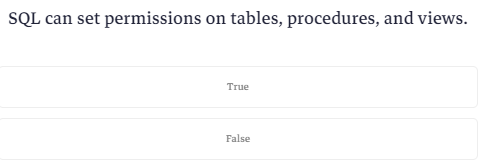 SQL can set permissions on tables, procedures, and views.
True
False